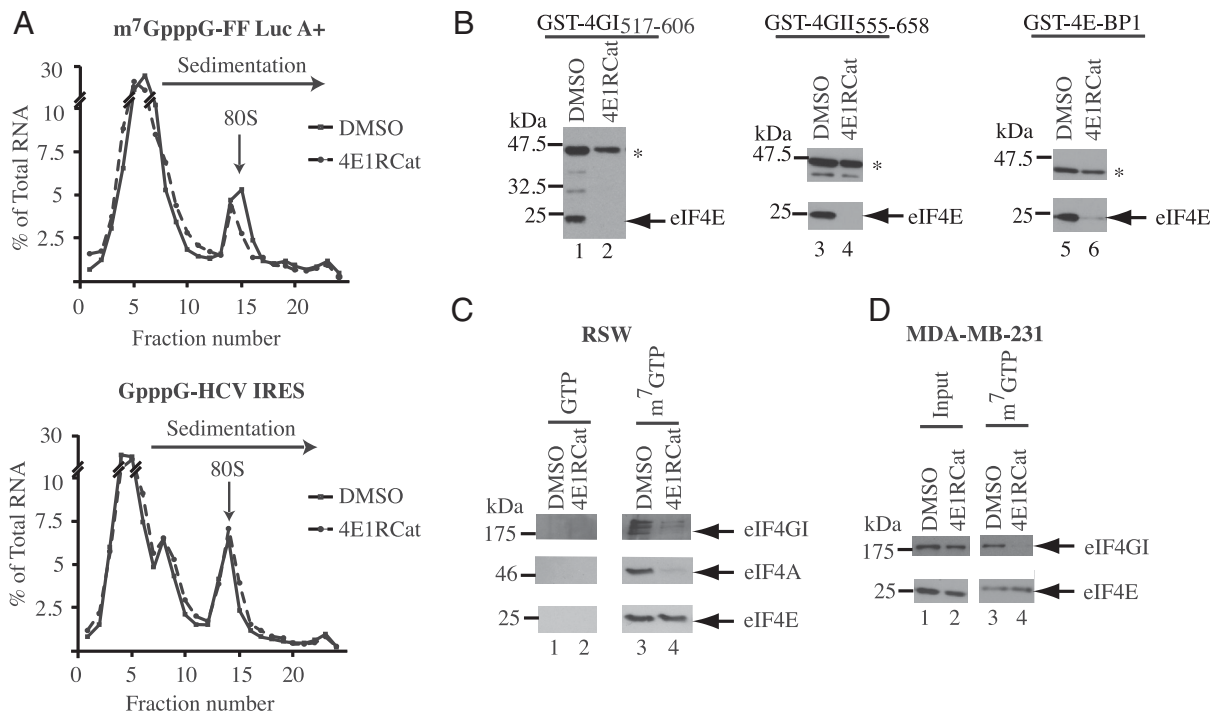 A
m⁷GpppG-FF Luc A+
30
10
7.5
5
2.5
% of Total RNA
Sedimentation
80S
DMSO
4E1RCat
0 5 10 15 20
Fraction number
GpppG-HCV IRES
30
10
7.5
5
2.5
% of Total RNA
Sedimentation
80S
DMSO
4E1RCat
0 5 10 15 20
Fraction number
B
GST-4GI517-606
DMSO
4E1RCat
kDa
47.5
*
32.5
25
eIF4E
1 2
GST-4GII555-658
DMSO
4E1RCat
kDa
47.5
*
25
eIF4E
3 4
GST-4E-BP1
DMSO
4E1RCat
kDa
47.5
*
25
eIF4E
5 6
C
RSW
GTP
m⁷GTP
DMSO
4E1RCat
DMSO
4E1RCat
kDa
175
eIF4GI
46
eIF4A
25
eIF4E
1 2 3 4
D
MDA-MB-231
Input
m⁷GTP
DMSO
4E1RCat
DMSO
4E1RCat
kDa
175
eIF4GI
25
eIF4E
1 2 3 4